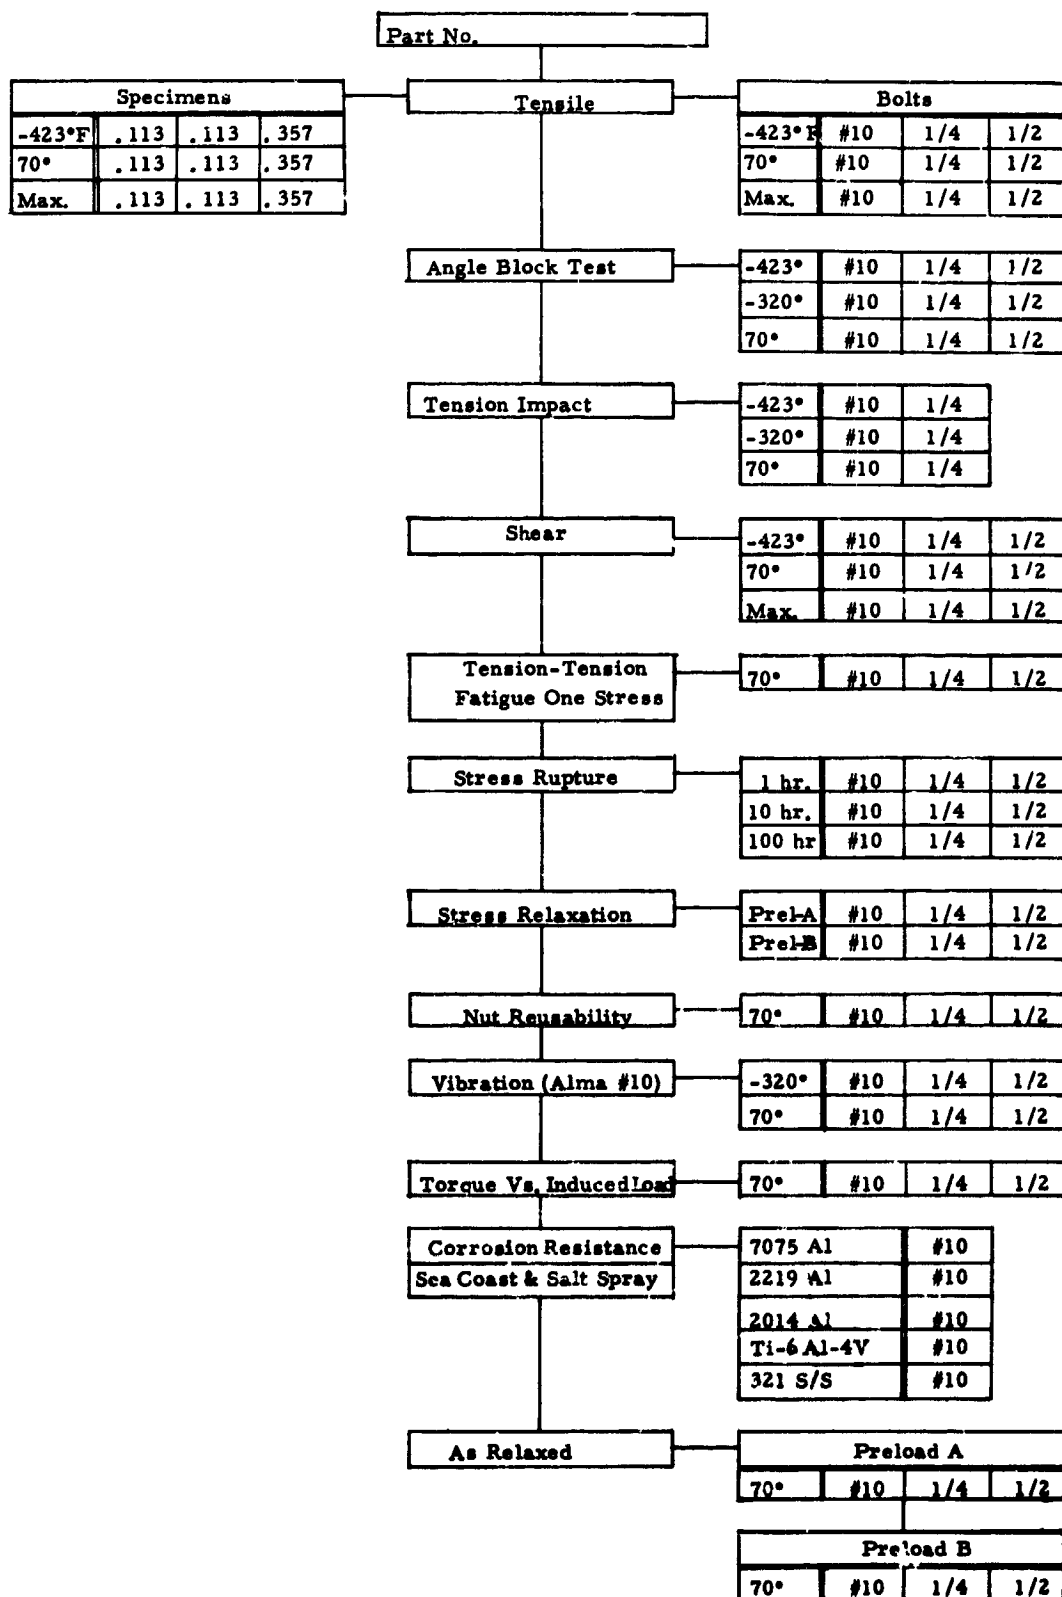 Part No.
Specimens
-423°F .113 .113 .357
70° .113 .113 .357
Max. .113 .113 .357
Tensile
Bolts
-423°F #10 1/4 1/2
70° #10 1/4 1/2
Max. #10 1/4 1/2
Angle Block Test
-423° #10 1/4 1/2
-320° #10 1/4 1/2
70° #10 1/4 1/2
Tension Impact
-423° #10 1/4
-320° #10 1/4
70° #10 1/4
Shear
-423° #10 1/4 1/2
70° #10 1/4 1/2
Max. #10 1/4 1/2
Tension-Tension
Fatigue One Stress
70° #10 1/4 1/2
Stress Rupture
1 hr. #10 1/4 1/2
10 hr. #10 1/4 1/2
100 hr #10 1/4 1/2
Stress Relaxation
Prel-A #10 1/4 1/2
Prel-B #10 1/4 1/2
Nut Reusability
70° #10 1/4 1/2
Vibration (Alma #10)
-320° #10 1/4 1/2
70° #10 1/4 1/2
Torque Vs. Induced Load
70° #10 1/4 1/2
Corrosion Resistance
Sea Coast & Salt Spray
7075 Al #10
2219 Al #10
2014 Al #10
Ti-6 Al-4V #10
321 S/S #10
As Relaxed
Preload A
70° #10 1/4 1/2
Preload B
70° #10 1/4 1/2